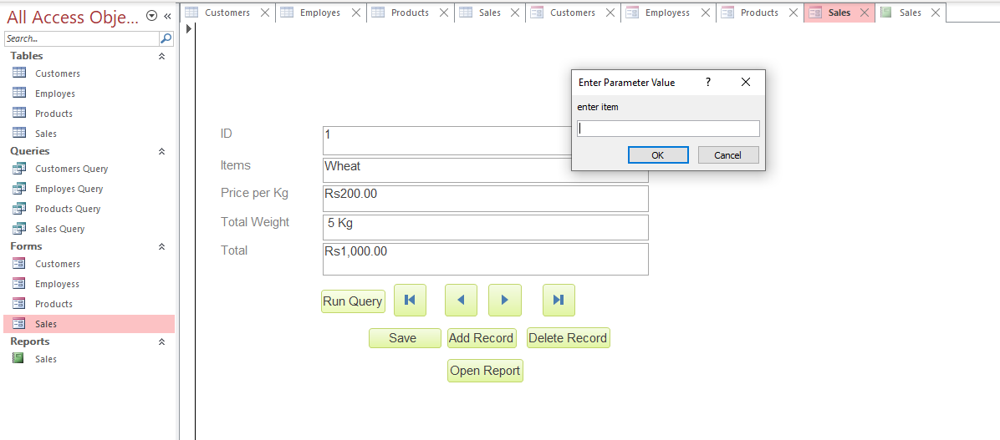 All Access Obje... «
Customers Employes Products Sales Customers Employess Products Sales Sales
Search...
Tables
Customers
Employes
Products
Sales
Queries
Customers Query
Employes Query
Products Query
Sales Query
Forms
Customers
Employess
Products
Sales
Reports
Sales
Enter Parameter Value ?
enter item
OK Cancel
ID 1
Items Wheat
Price per Kg Rs200.00
Total Weight 5 Kg
Total Rs1,000.00
Run Query
Save Add Record Delete Record
Open Report